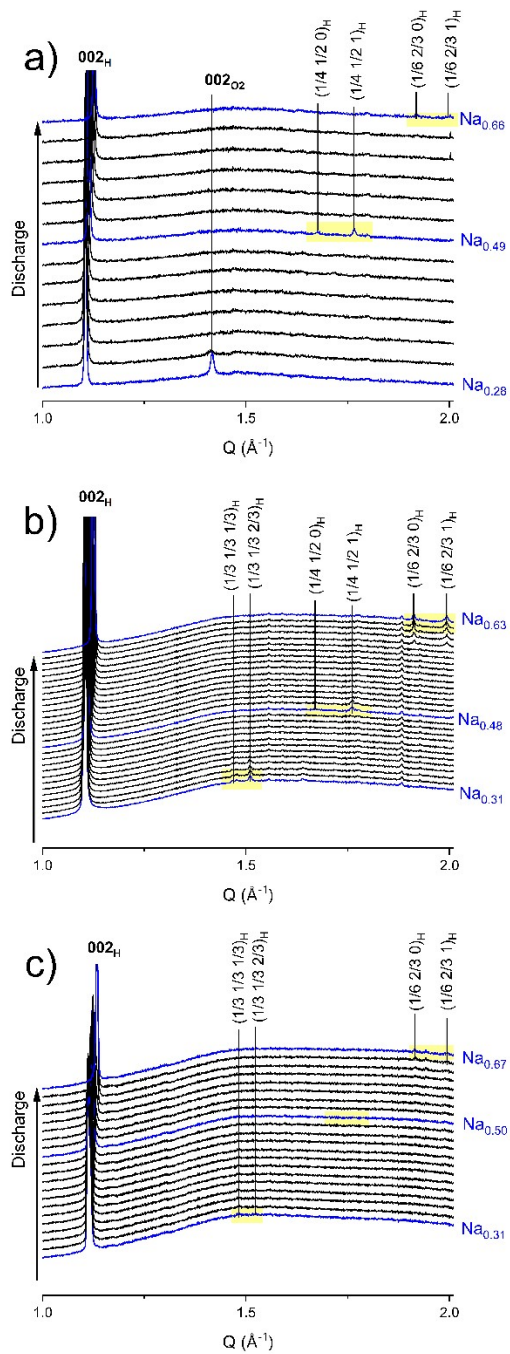 a)
002H
002O2
(1/4 1/2 0)H
(1/4 1/2 1)H
(1/6 2/3 0)H
(1/6 2/3 1)H
Na0.66
Na0.49
Na0.28
Discharge
1.0 1.5 2.0
Q (Å-1)
b)
002H
(1/3 1/3 1/3)H
(1/3 1/3 2/3)H
(1/4 1/2 0)H
(1/4 1/2 1)H
(1/6 2/3 0)H
(1/6 2/3 1)H
Na0.63
Na0.48
Na0.31
Discharge
1.0 1.5 2.0
Q (Å-1)
c)
002H
(1/3 1/3 1/3)H
(1/3 1/3 2/3)H
(1/6 2/3 0)H
(1/6 2/3 1)H
Na0.67
Na0.50
Na0.31
Discharge
1.0 1.5 2.0
Q (Å-1)